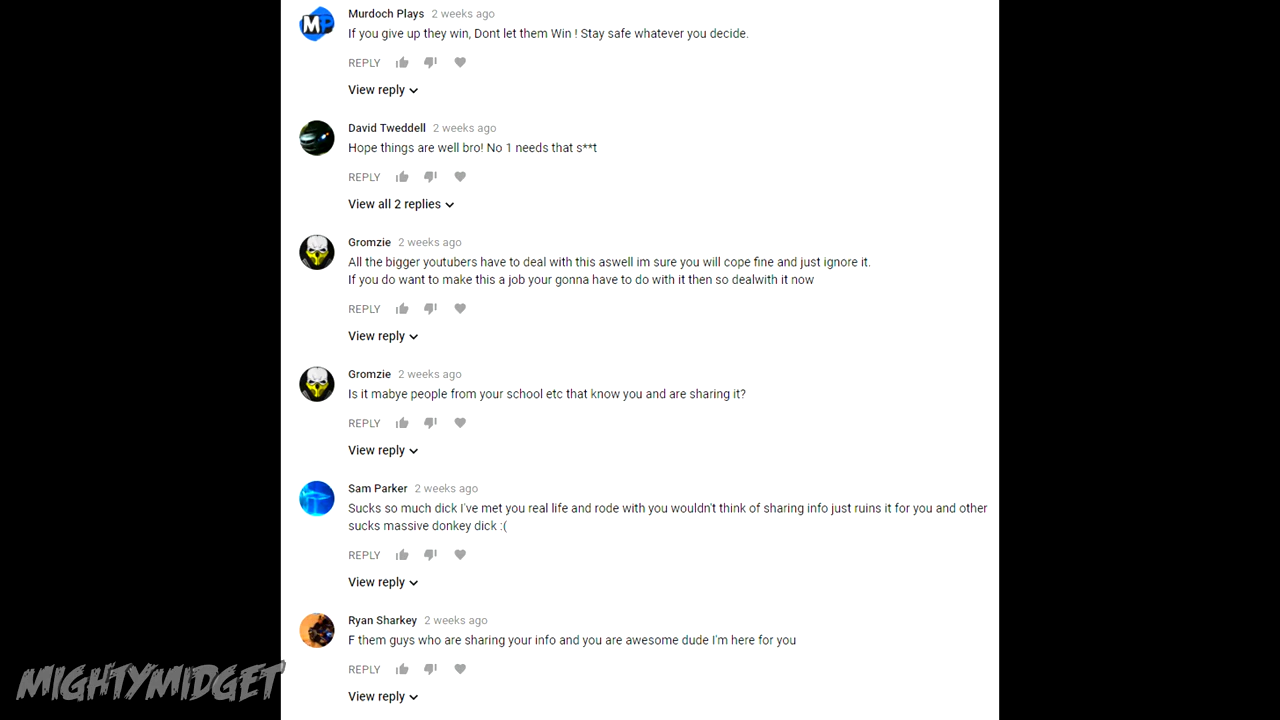 MP
Murdoch Plays 2 weeks ago
If you give up they win, Dont let them Win ! Stay safe whatever you decide.
REPLY
View reply
David Tweddell 2 weeks ago
Hope things are well bro! No 1 needs that s**t
REPLY
View all 2 replies
Gromzie 2 weeks ago
All the bigger youtubers have to deal with this aswell im sure you will cope fine and just ignore it.
If you do want to make this a job your gonna have to do with it then so dealwith it now
REPLY
View reply
Gromzie 2 weeks ago
Is it mabye people from your school etc that know you and are sharing it?
REPLY
View reply
Sam Parker 2 weeks ago
Sucks so much dick I've met you real life and rode with you wouldn't think of sharing info just ruins it for you and other
sucks massive donkey dick :(
REPLY
View reply
Ryan Sharkey 2 weeks ago
F them guys who are sharing your info and you are awesome dude I'm here for you
REPLY
View reply
MIGHTYMIDGET